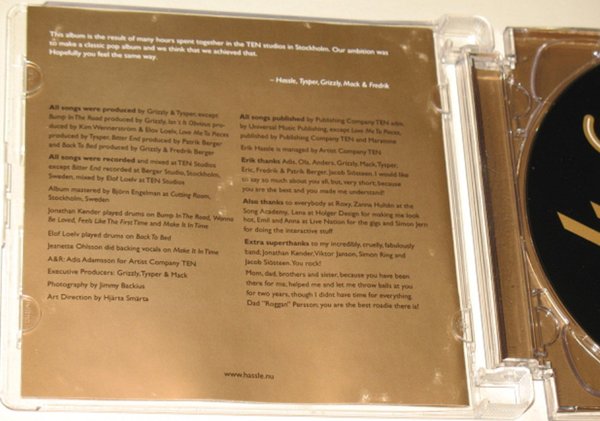 This album is the result of many hours spent together in the TEN studios in Stockholm. Our ambition was
to make a classic pop album and we think that we achieved that.
Hopefully you feel the same way.
– Hassle, Tysper, Grizzly, Mack & Fredrik
All songs were produced by Grizzly & Tysper, except
Bump In The Road produced by Grizzly, Isn´t It Obvious pro-
duced by Kim Wennerström & Elov Loelv, Love Me To Pieces
produced by Tysper, Bitter End produced by Patrik Berger
and Back To Bed produced by Grizzly & Fredrik Berger
All songs were recorded and mixed at TEN Studios
except Bitter End recorded at Berger Studio, Stockholm,
Sweden, mixed by Elof Loelv at TEN Studios
Album mastered by Björn Engelman at Cutting Room,
Stockholm, Sweden
Jonathan Kender played drums on Bump In The Road, Wanna
Be Loved, Feels Like The First Time and Make It In Time
Elof Loelv played drums on Back To Bed
Jeanette Ohlsson did backing vocals on Make It In Time
A&R: Adis Adamsson for Artist Company TEN
Executive Producers: Grizzly, Tysper & Mack
Photography by Jimmy Backius
Art Direction by Hjärta Smärta
All songs published by Publishing Company TEN adm.
by Universal Music Publishing, except Love Me To Pieces,
published by Publishing Company TEN and Maratone
Erik Hassle is managed by Artist Company TEN
Erik thanks Adis, Ola, Anders, Grizzly, Mack, Tysper,
Eric, Fredrik & Patrik Berger, Jacob Siösteen. I would like
to say so much about you all, but, very short; because
you are the best and you made me understand!!
Also thanks to everybody at Roxy, Zanna Hultén at the
Song Academy, Lena at Holger Design for making me look
hot, Emil and Anna at Live Nation for the gigs and Simon Jern
for doing the interactive stuff
Extra superthanks to my incredibly, cruelly, fabulously
band; Jonathan Kender, Viktor Janson, Simon Ring and
Jacob Siösteen. You rock!
Mom, dad, brothers and sister, because you have been
there for me, helped me and let me throw balls at you
for two years, though I didnt have time for everything.
Dad "Roggan" Persson; you are the best roadie there is!
www.hassle.nu